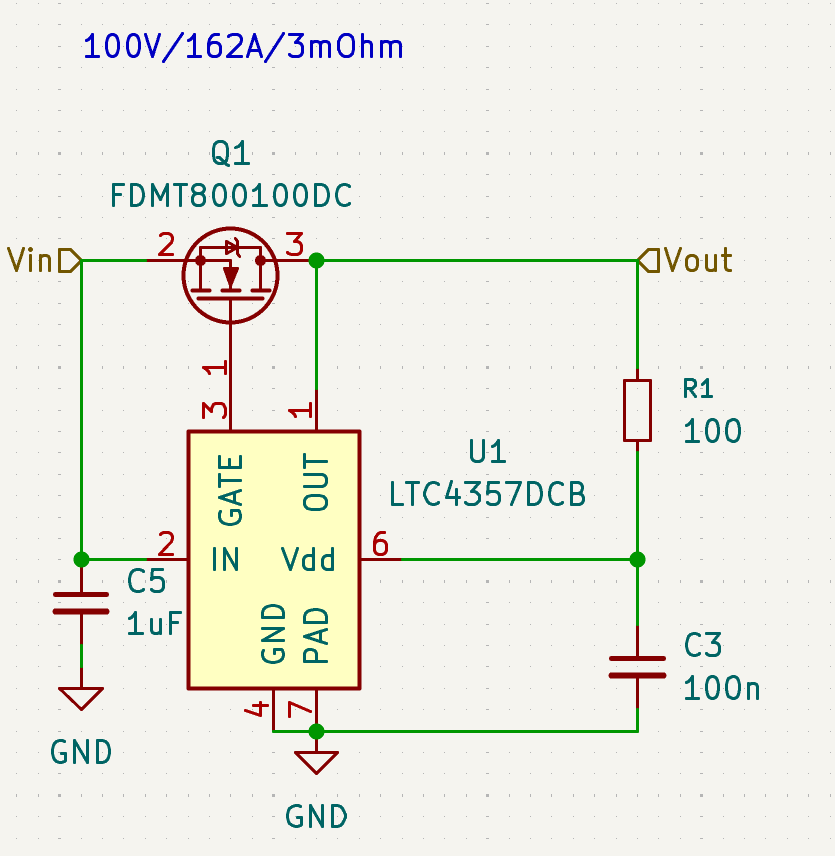 100V/162A/3mOhm
Q1
FDMT800100DC
Vin
2
3
Vout
1
3
1
R1
100
GATE
OUT
U1
LTC4357DCB
2
IN
Vdd
6
C5
1uF
GND
PAD
C3
100n
4
7
GND
GND